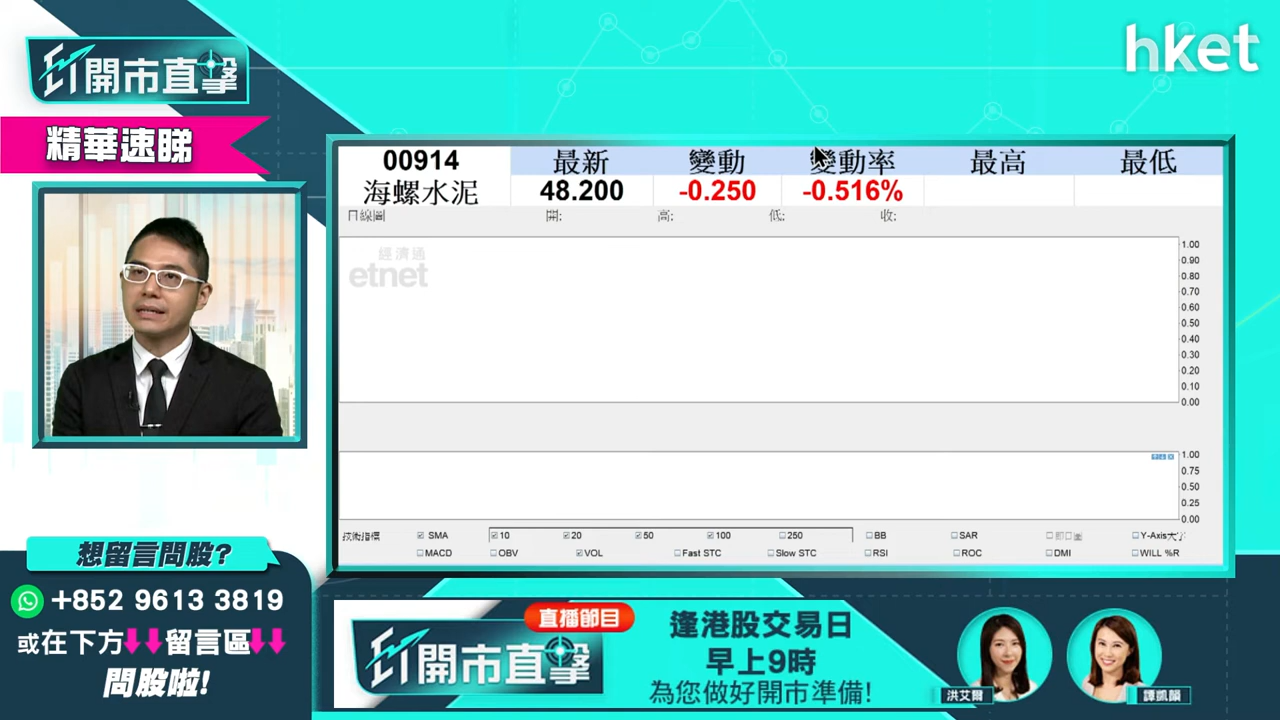 hket
ET開市直擊
精華速睇
00914
海螺水泥
最新 變動 變動率 最高 最低
48.200 -0.250 -0.516%
日線圖 開: 高: 低: 收:
經濟通
etnet
1.00
0.90
0.80
0.70
0.60
0.50
0.40
0.30
0.20
0.10
0.00
1.00
0.75
0.50
0.25
0.00
技術指標 SMA 10 20 50 100 250 BB SAR Y-Axis
MACD OBV VOL Fast STC Slow STC RSI ROC DMI WILL %R
想留言問股?
+852 9613 3819
或在下方留言區
問股啦!
ET開市直擊
直播節目
逢港股交易日
早上9時
為您做好開市準備!
洪艾爾
譚凱韻